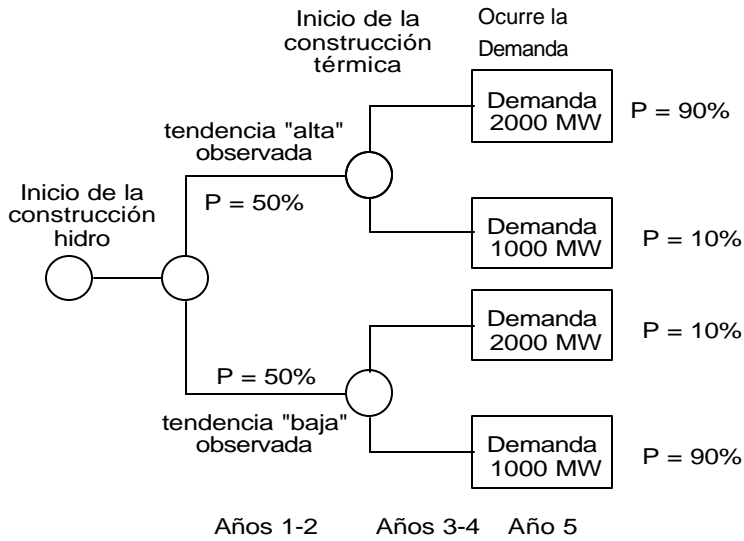 Inicio de la
construcción
térmica
Ocurre la
Demanda
Demanda
2000 MW
P = 90%
tendencia "alta"
observada
P = 50%
Inicio de la
construcción
hidro
Demanda
1000 MW
P = 10%
Demanda
2000 MW
P = 10%
P = 50%
tendencia "baja"
observada
Demanda
1000 MW
P = 90%
Años 1-2
Años 3-4
Año 5